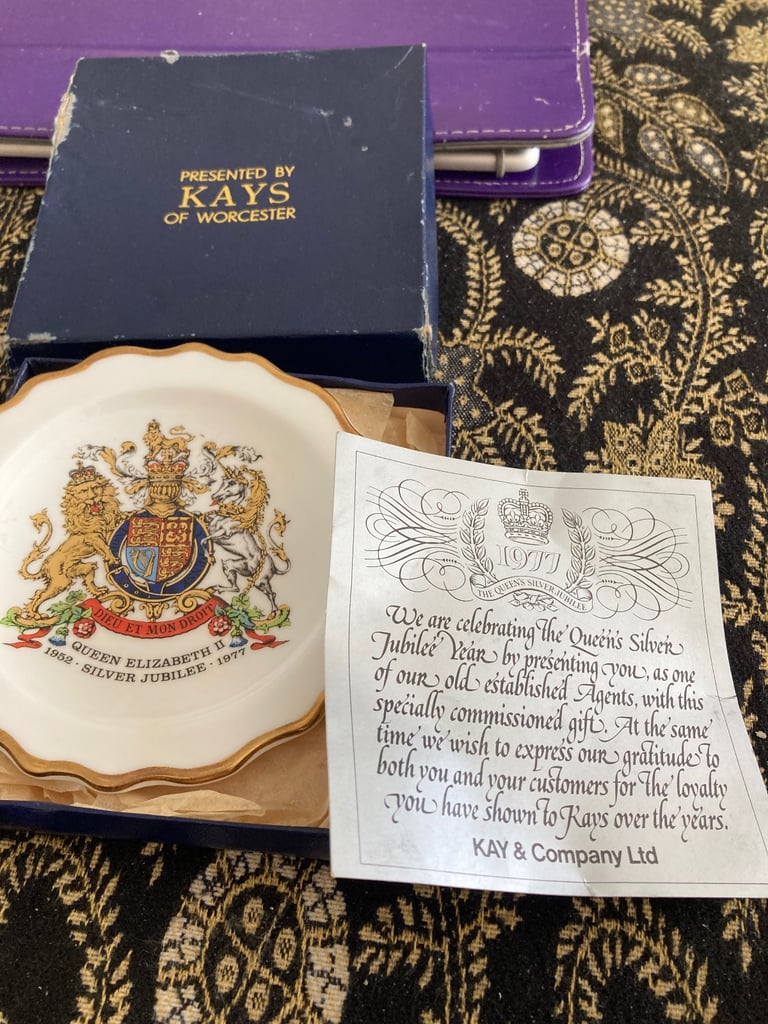 PRESENTED BY
KAYS
OF WORCESTER
DIEU ET MON DROIT
QUEEN ELIZABETH II
1952 · SILVER JUBILEE · 1977
1977
THE QUEEN'S SILVER JUBILEE
We are celebrating the Queen's Silver
Jubilee Year by presenting you, as one
of our old established Agents, with this
specially commissioned gift. At the same
time we wish to express our gratitude to
both you and your customers for the loyalty
you have shown to Kays over the years.
KAY & Company Ltd